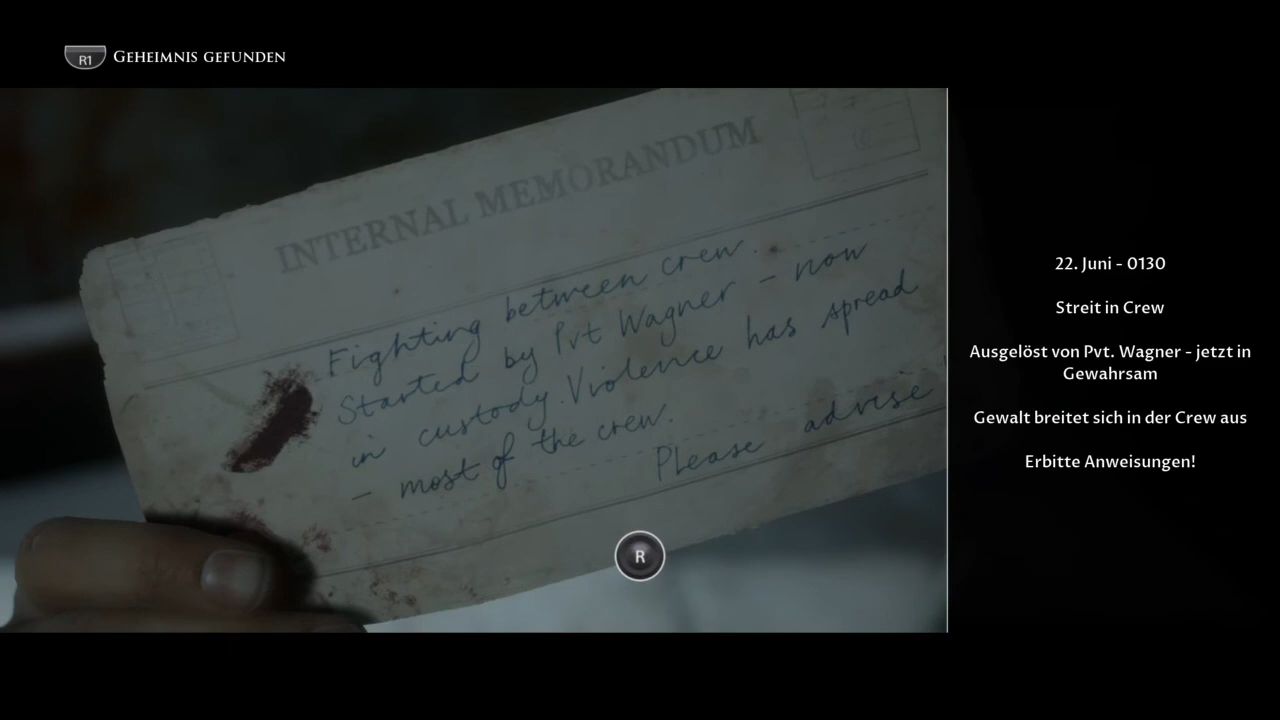 R1 GEHEIMNIS GEFUNDEN
INTERNAL MEMORANDUM
Fighting between crew.
Started by Pvt Wagner – now
in custody. Violence has spread
– most of the crew.
Please advise
R
22. Juni - 0130
Streit in Crew
Ausgelöst von Pvt. Wagner - jetzt in
Gewahrsam
Gewalt breitet sich in der Crew aus
Erbitte Anweisungen!